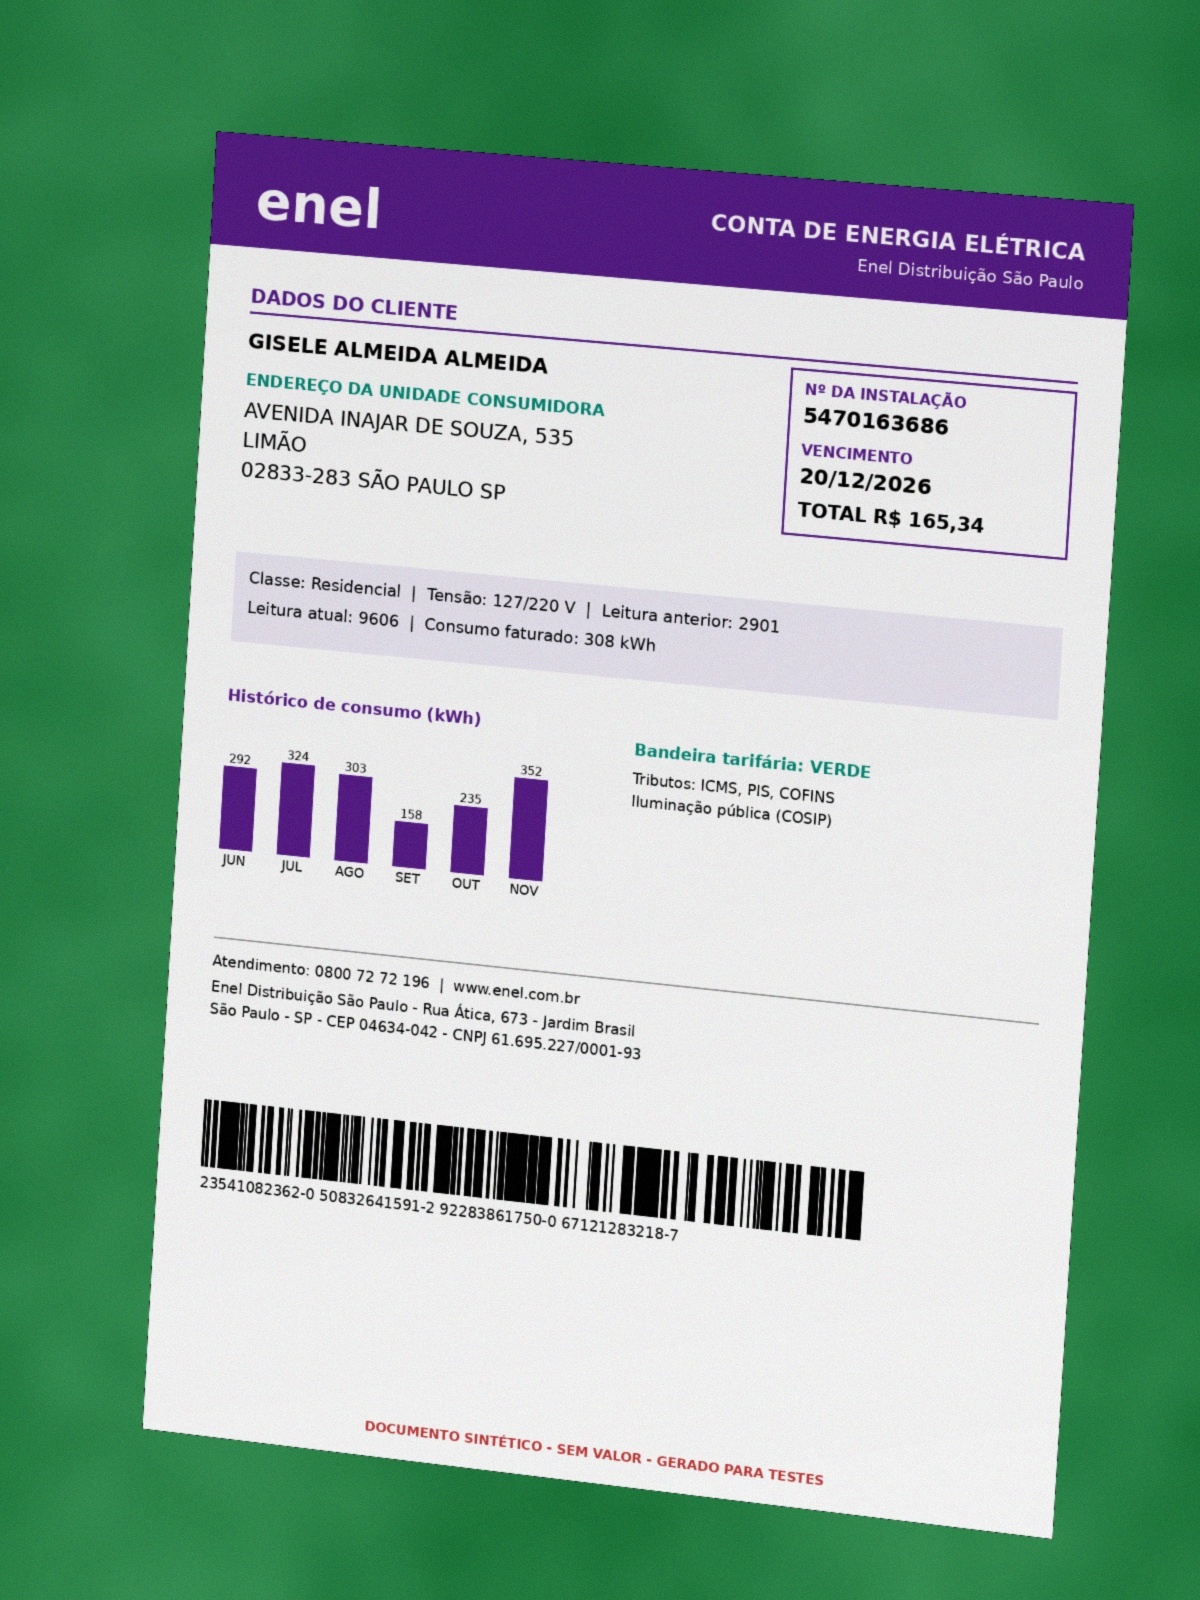 enel
CONTA DE ENERGIA ELÉTRICA
Enel Distribuição São Paulo
DADOS DO CLIENTE
GISELE ALMEIDA ALMEIDA
ENDEREÇO DA UNIDADE CONSUMIDORA
AVENIDA INAJAR DE SOUZA, 535
LIMÃO
02833-283 SÃO PAULO SP
Nº DA INSTALAÇÃO
5470163686
VENCIMENTO
20/12/2026
TOTAL R$ 165,34
Classe: Residencial | Tensão: 127/220 V | Leitura anterior: 2901
Leitura atual: 9606 | Consumo faturado: 308 kWh
Histórico de consumo (kWh)
292 324 303 158 235 352
JUN JUL AGO SET OUT NOV
Bandeira tarifária: VERDE
Tributos: ICMS, PIS, COFINS
Iluminação pública (COSIP)
Atendimento: 0800 72 72 196 | www.enel.com.br
Enel Distribuição São Paulo - Rua Ática, 673 - Jardim Brasil
São Paulo - SP - CEP 04634-042 - CNPJ 61.695.227/0001-93
23541082362-0 50832641591-2 92283861750-0 67121283218-7
DOCUMENTO SINTÉTICO - SEM VALOR - GERADO PARA TESTES